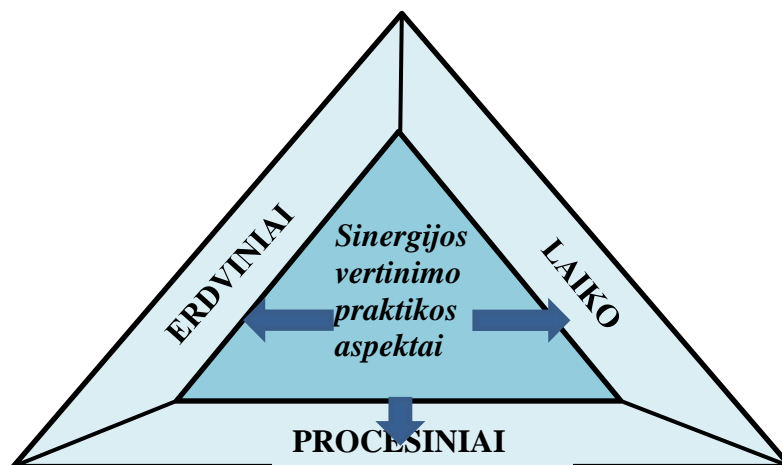 ERDVINIAI
Sinergijos
vertinimo
praktikos
aspektai
LAIKO
PROCESINIAI